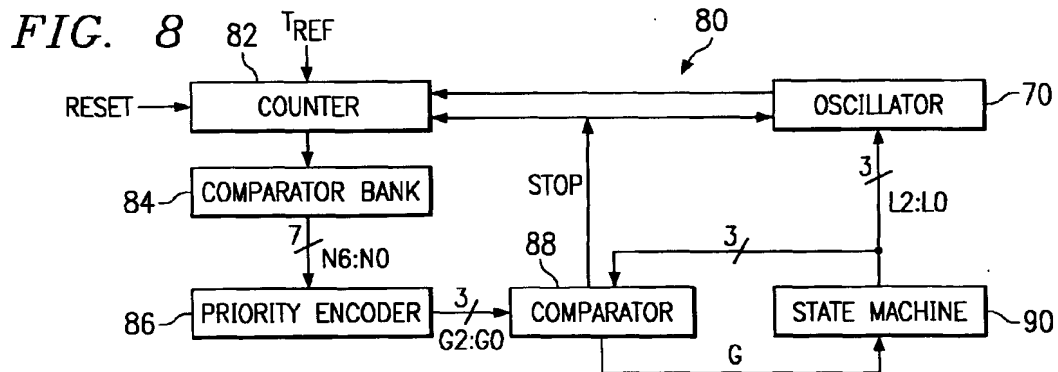 FIG. 8
82
TREF
80
RESET
COUNTER
OSCILLATOR
70
84
COMPARATOR BANK
STOP
3
L2:L0
7
N6:N0
88
3
86
PRIORITY ENCODER
3
G2:G0
COMPARATOR
STATE MACHINE
90
G